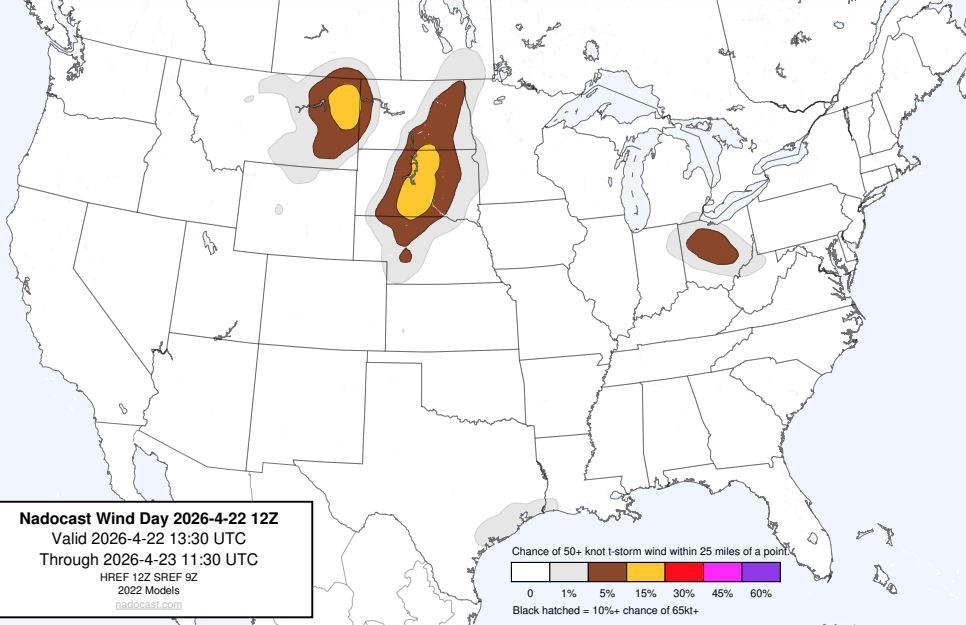 Nadocast Wind Day 2026-4-22 12Z
Valid 2026-4-22 13:30 UTC
Through 2026-4-23 11:30 UTC
HREF 12Z SREF 9Z
2022 Models
nadocast.com
Chance of 50+ knot t-storm wind within 25 miles of a point.
0 1% 5% 15% 30% 45% 60%
Black hatched = 10%+ chance of 65kt+